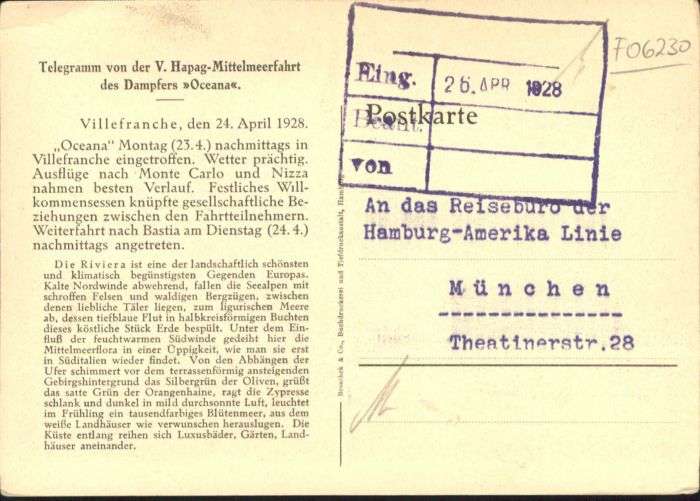 Telegramm von der V. Hapag-Mittelmeerfahrt
des Dampfers »Oceana«.
Villefranche, den 24. April 1928.
„Oceana" Montag (23.4.) nachmittags in
Villefranche eingetroffen. Wetter prächtig.
Ausflüge nach Monte Carlo und Nizza
nahmen besten Verlauf. Festliches Will-
kommensessen knüpfte gesellschaftliche Be-
ziehungen zwischen den Fahrtteilnehmern.
Weiterfahrt nach Bastia am Dienstag (24.4.)
nachmittags angetreten.
Die Riviera ist eine der landschaftlich schönsten
und klimatisch begünstigsten Gegenden Europas.
Kalte Nordwinde abwehrend, fallen die Seealpen mit
schroffen Felsen und waldigen Bergzügen, zwischen
denen liebliche Täler liegen, zum ligurischen Meere
ab, dessen tiefblaue Flut in halbkreisförmigen Buchten
dieses köstliche Stück Erde bespült. Unter dem Ein-
fluß der feuchtwarmen Südwinde gedeiht hier die
Mittelmeerflora in einer Üppigkeit, wie man sie erst
in Süditalien wieder findet. Von den Abhängen der
Ufer schimmert vor dem terrassenförmig ansteigenden
Gebirgshintergrund das Silbergrün der Oliven, grüßt
das satte Grün der Orangenhaine, ragt die Zypresse
schlank und dunkel in mild durchsonnte Luft, leuchtet
im Frühling ein tausendfarbiges Blütenmeer, aus dem
weiße Landhäuser wie verwunschen herauslugen. Die
Küste entlang reihen sich Luxusbäder, Gärten, Land-
häuser aneinander.
Broschek & Co., Buchdruckerei und Tiefdruckanstalt, Hamburg
F06230
Eing. 26. APR 1928
Postkarte
Beant.
von
An das Reisebüro der
Hamburg-Amerika Linie
München
Theatinerstr.28